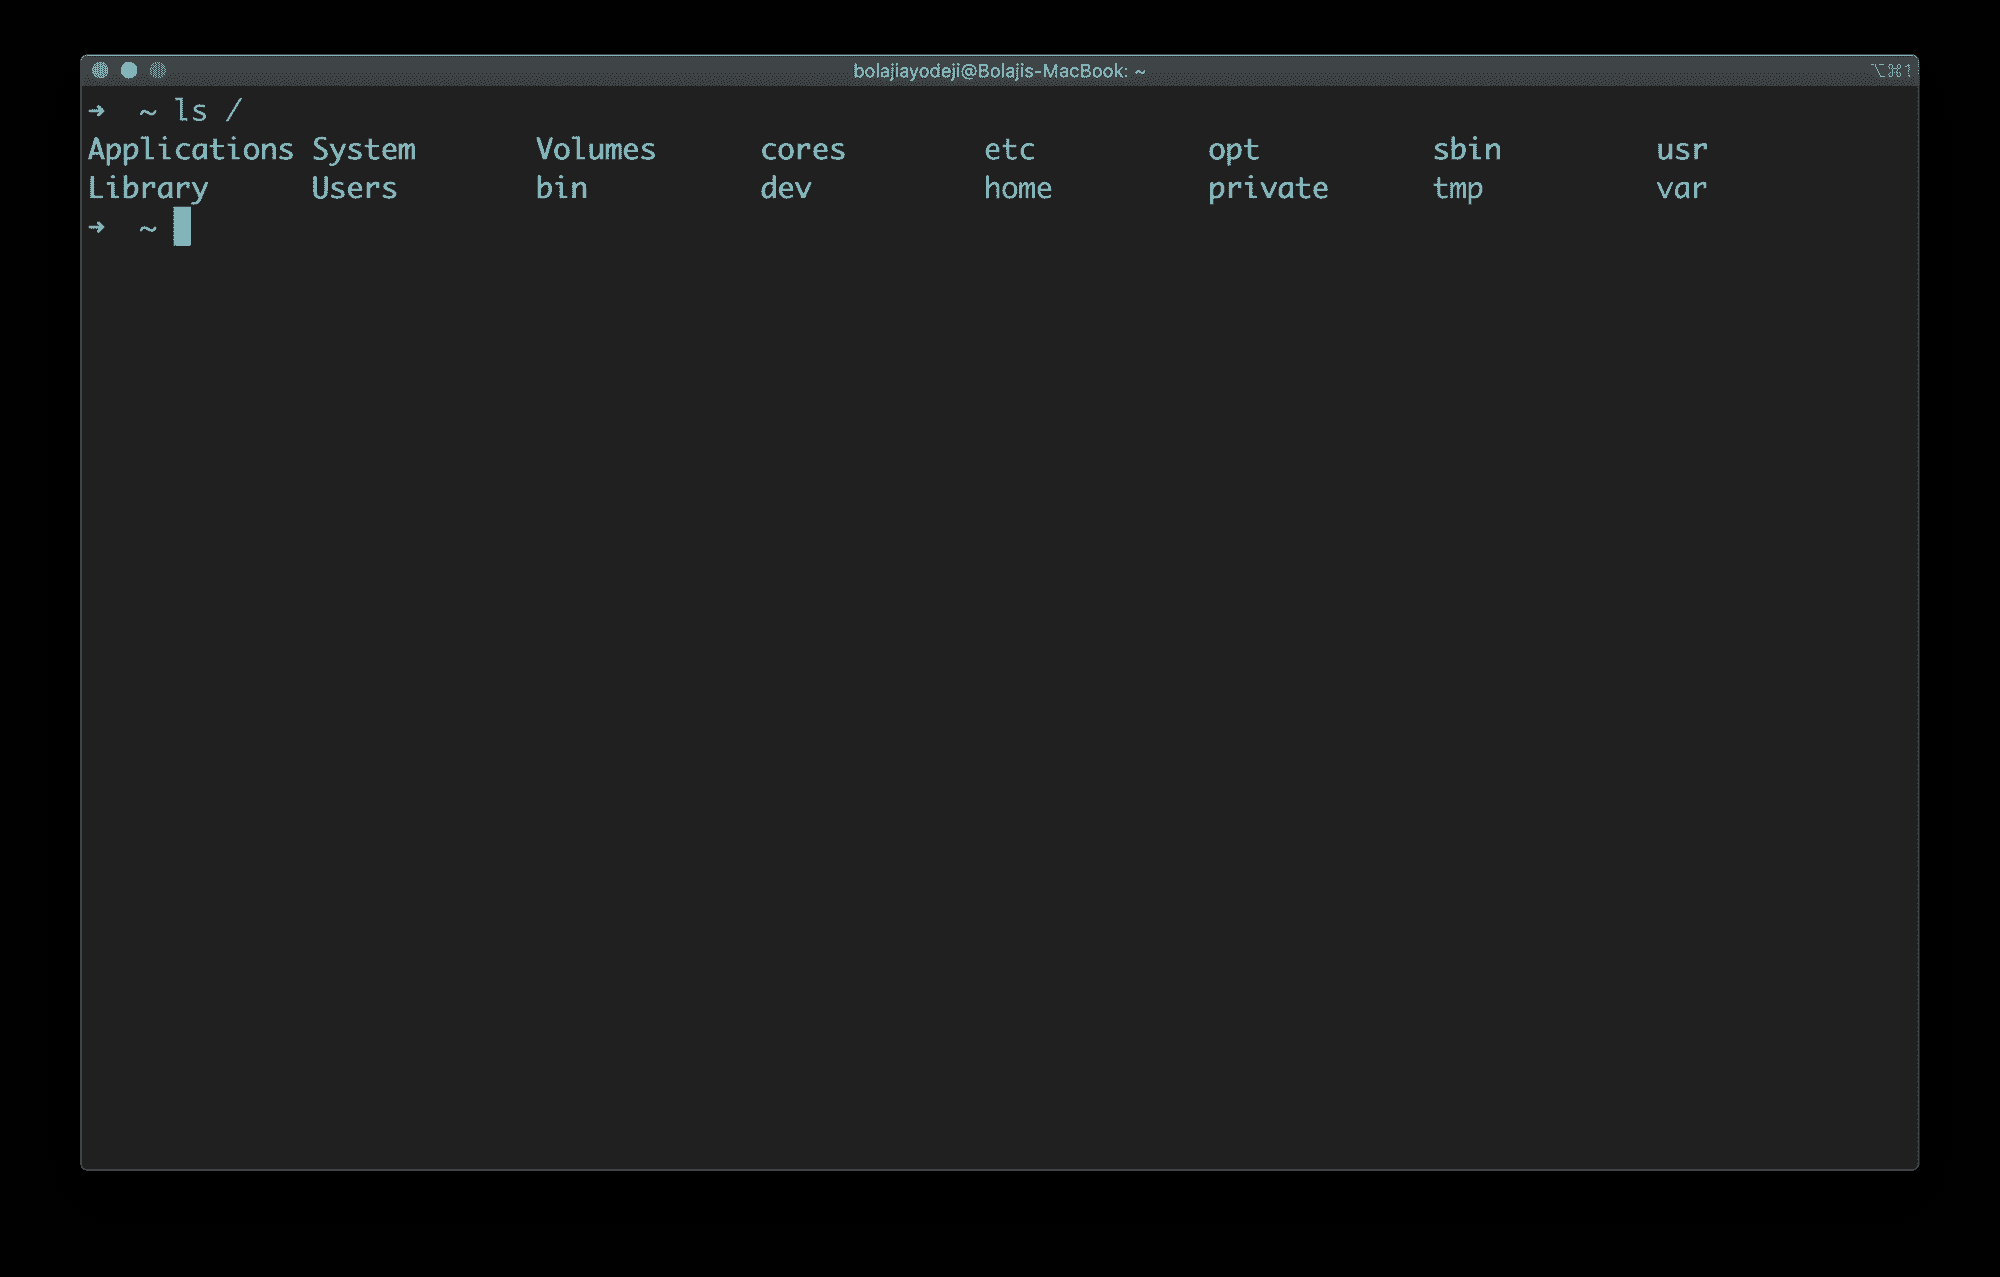 bolajiayodeji@Bolajis-MacBook: ~ ⌥⌘1
➜ ~ ls /
Applications System Volumes cores etc opt sbin usr
Library Users bin dev home private tmp var
➜ ~